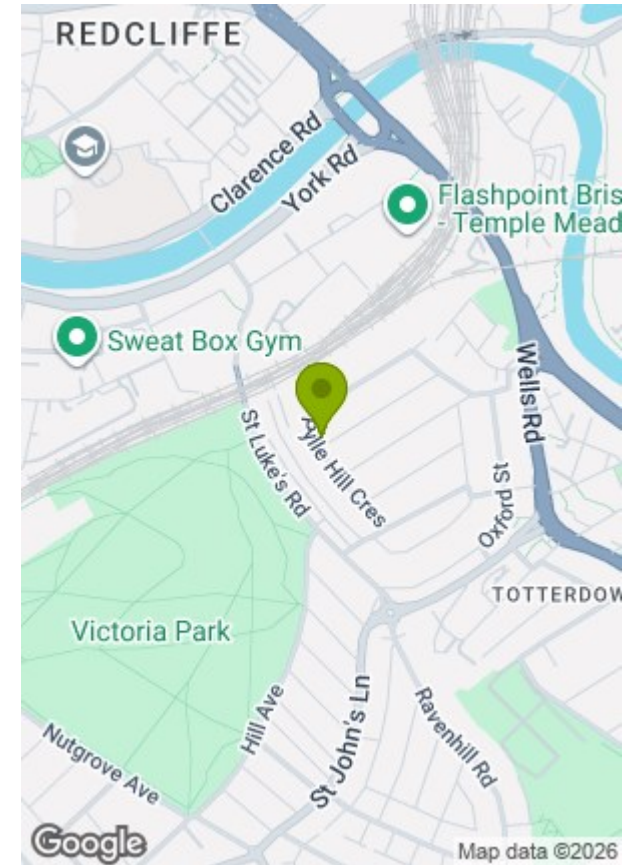 REDCLIFFE
Clarence Rd
York Rd
Flashpoint Bris
- Temple Mead
Sweat Box Gym
Wells Rd
St Luke's Rd
ylle Hill Cres
Oxford St
TOTTERDOW
Victoria Park
Hill Ave
St John's Ln
Ravenhill Rd
Nutgrove Ave
Google
Map data ©2026